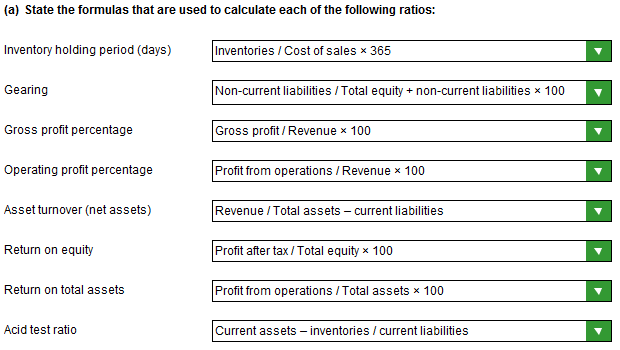 (a) State the formulas that are used to calculate each of the following ratios:
Inventory holding period (days) Inventories / Cost of sales × 365
Gearing Non-current liabilities / Total equity + non-current liabilities × 100
Gross profit percentage Gross profit / Revenue × 100
Operating profit percentage Profit from operations / Revenue × 100
Asset turnover (net assets) Revenue / Total assets – current liabilities
Return on equity Profit after tax / Total equity × 100
Return on total assets Profit from operations / Total assets × 100
Acid test ratio Current assets – inventories / current liabilities